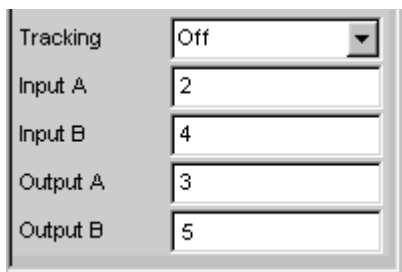 Tracking Off
Input A 2
Input B 4
Output A 3
Output B 5